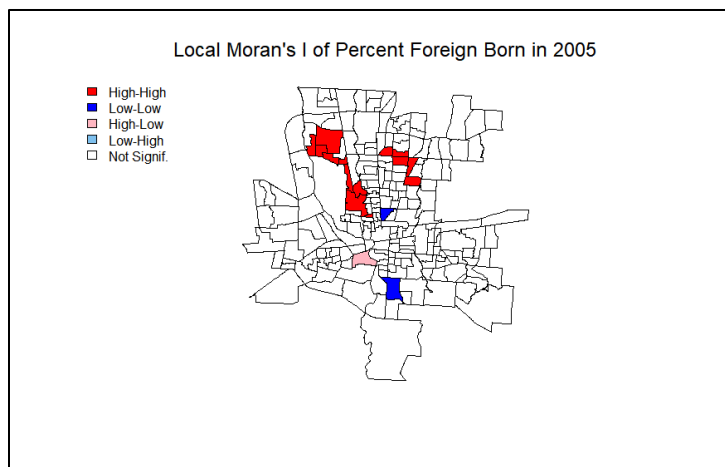 Local Moran's I of Percent Foreign Born in 2005
High-High
Low-Low
High-Low
Low-High
Not Signif.